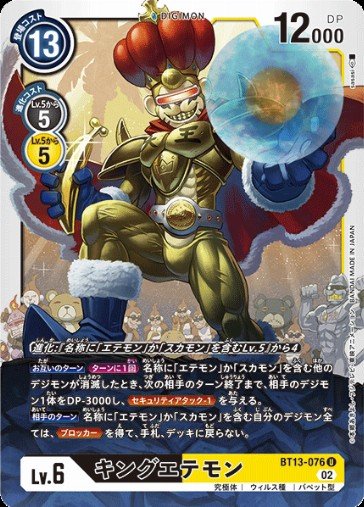 登場コスト
13
DIGIMON
DP
12000
進化コスト
Lv.5から
5
Lv.5から
5
sasasi
王
進化:「名称に「エテモン」か「スカモン」を含むLv.5」から4
お互いのターン ターンに1回 名称に「エテモン」か「スカモン」を含む他の
デジモンが消滅したとき、次の相手のターン終了まで、相手のデジモ
ン1体をDP-3000し、セキュリティアタック-1 を与える。
相手のターン 名称に「エテモン」か「スカモン」を含む自分のデジモン全
ては、ブロッカー を得て、手札、デッキに戻らない。
Lv.6
キングエテモン
BT13-076 U
02
究極体 ウィルス種 パペット型